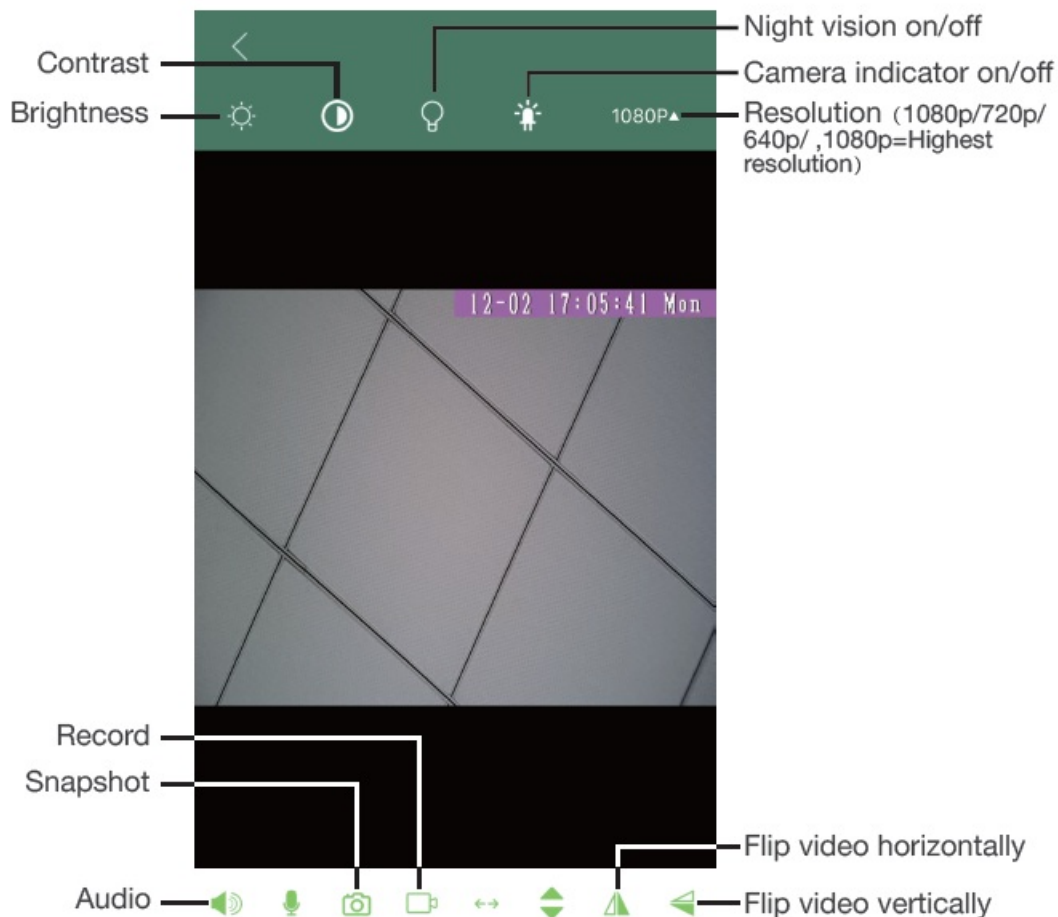 Night vision on/off
Contrast
Camera indicator on/off
Brightness
1080P▲
Resolution (1080p/720p/
640p/ ,1080p=Highest
resolution)
12-02 17:05:41 Mon
Record
Snapshot
Flip video horizontally
Audio
Flip video vertically